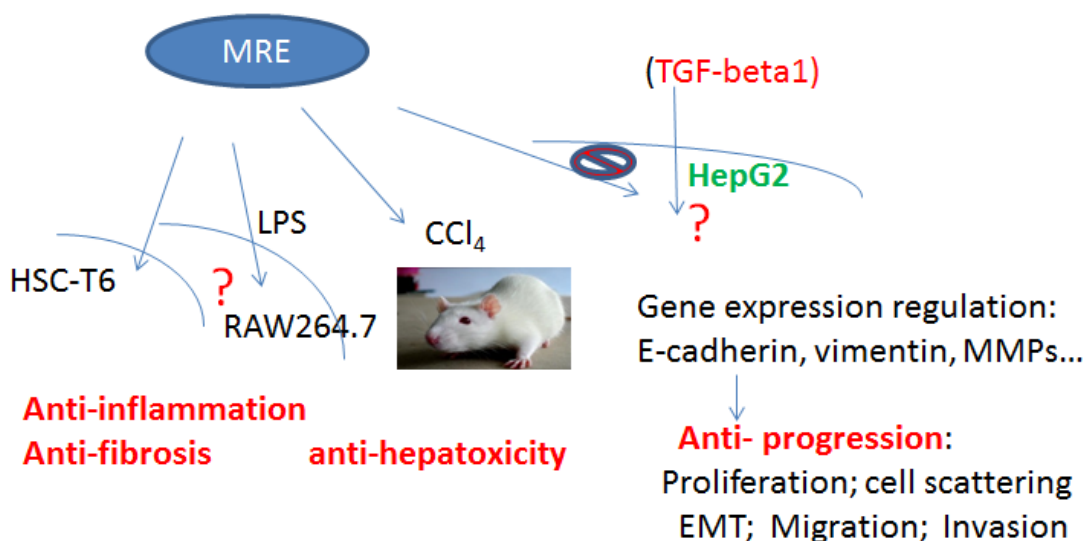 MRE
(TGF-beta1)
HepG2
?
LPS
CCl₄
HSC-T6
?
RAW264.7
Gene expression regulation:
E-cadherin, vimentin, MMPs...
Anti-inflammation
Anti-fibrosis anti-hepatoxicity
Anti- progression:
Proliferation; cell scattering
EMT; Migration; Invasion